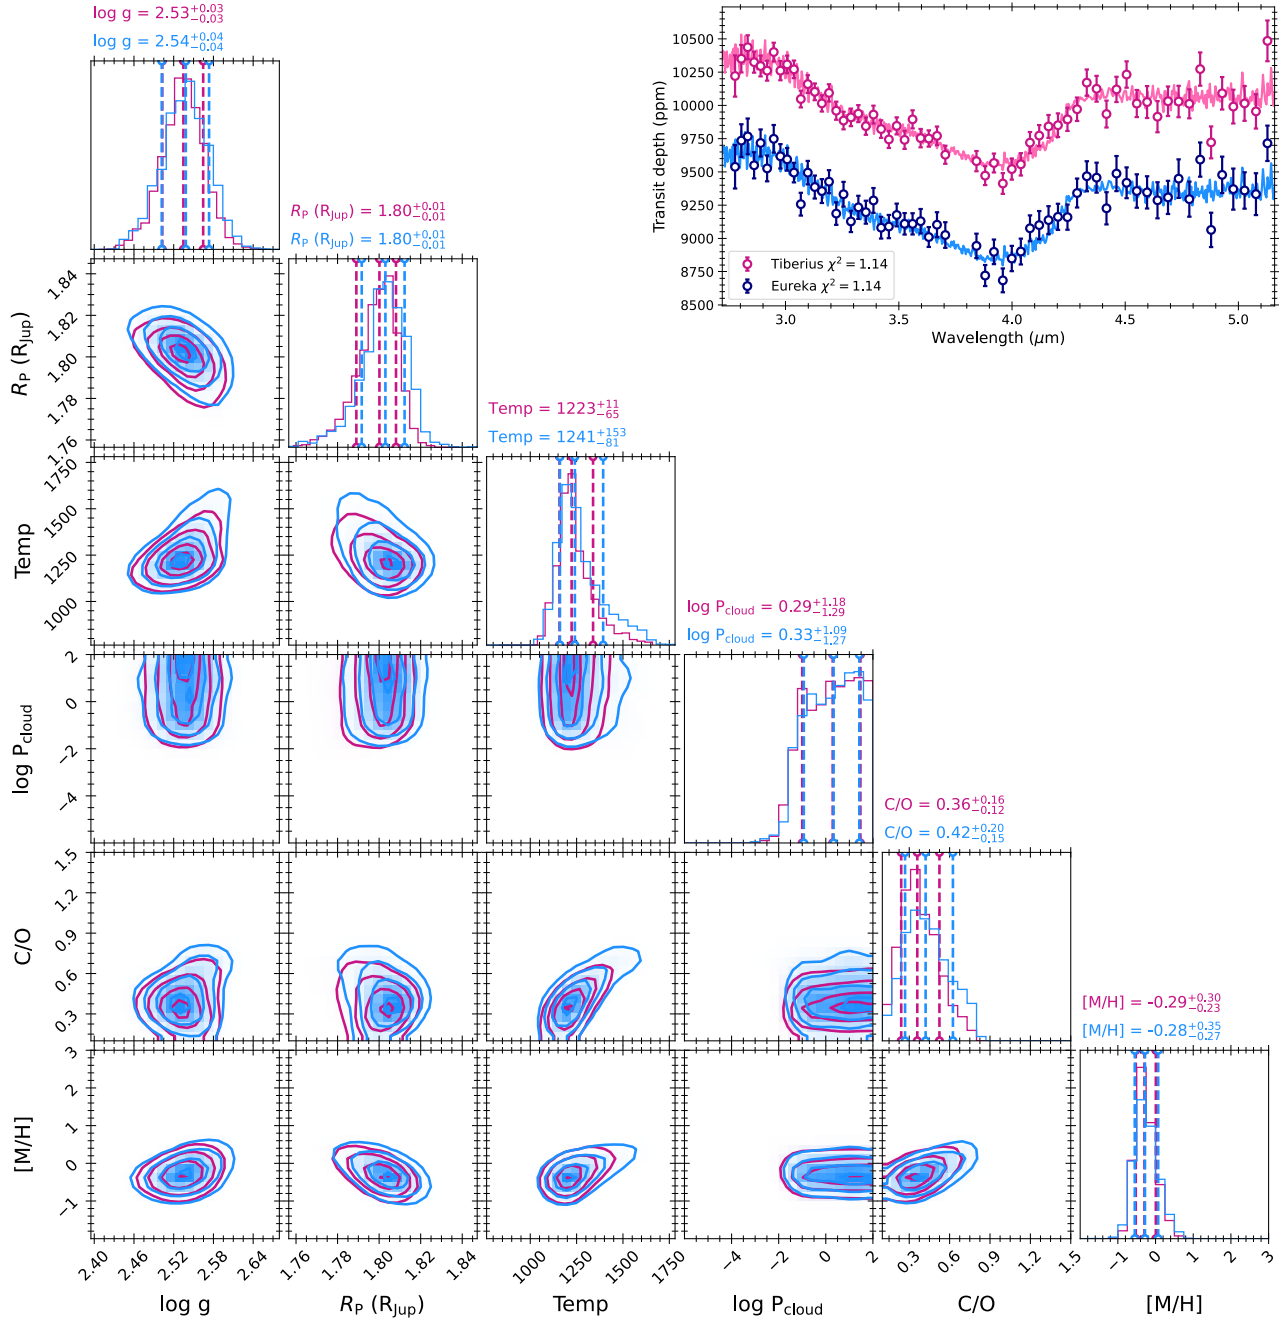 log g = 2.53+0.03−0.03
log g = 2.54+0.04−0.04
10500
10250
10000
9750
9500
9250
9000
8750
8500
Transit depth (ppm)
Tiberius χ² = 1.14
Eureka χ² = 1.14
3.0 3.5 4.0 4.5 5.0
Wavelength (μm)
RP (RJup) = 1.80+0.01−0.01
RP (RJup) = 1.80+0.01−0.01
1.84
1.82
1.80
1.78
1.76
RP (RJup)
Temp = 1223+11−65
Temp = 1241+153−81
1750
1500
1250
1000
Temp
log Pcloud = 0.29+1.18−1.29
log Pcloud = 0.33+1.09−1.27
2
0
−2
−4
log Pcloud
C/O = 0.36+0.16−0.12
C/O = 0.42+0.20−0.15
1.5
1.2
0.9
0.6
0.3
C/O
[M/H] = -0.29+0.30−0.23
[M/H] = -0.28+0.35−0.27
3
2
1
0
−1
[M/H]
2.40 2.46 2.52 2.58 2.64
1.76 1.78 1.80 1.82 1.84
1000 1250 1500 1750
−4 −2 0 2
0.3 0.6 0.9 1.2 1.5
−1 0 1 2 3
log g
RP (RJup)
Temp
log Pcloud
C/O
[M/H]